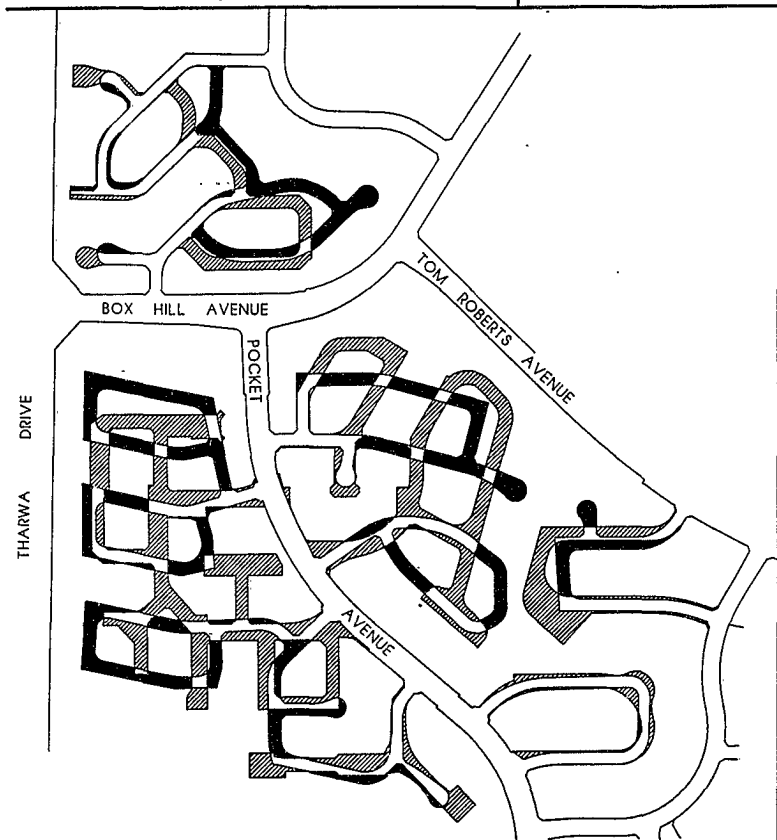 TOM ROBERTS AVENUE
BOX HILL AVENUE
POCKET
AVENUE
THARWA DRIVE